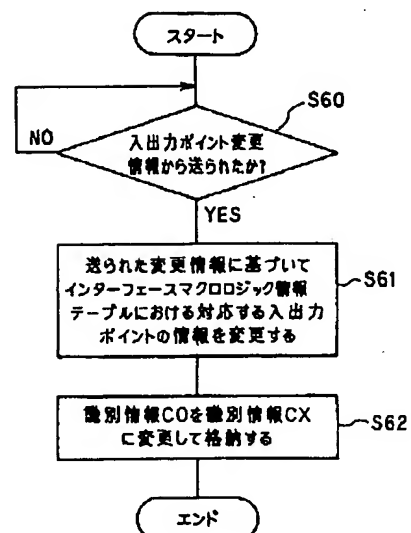 スタート
S60
入出力ポイント変更
情報から送られたか?
NO
YES
送られた変更情報に基づいて
インターフェースマクロロジック情報
テーブルにおける対応する入出力
ポイントの情報を変更する
S61
識別情報COを識別情報CX
に変更して格納する
S62
エンド